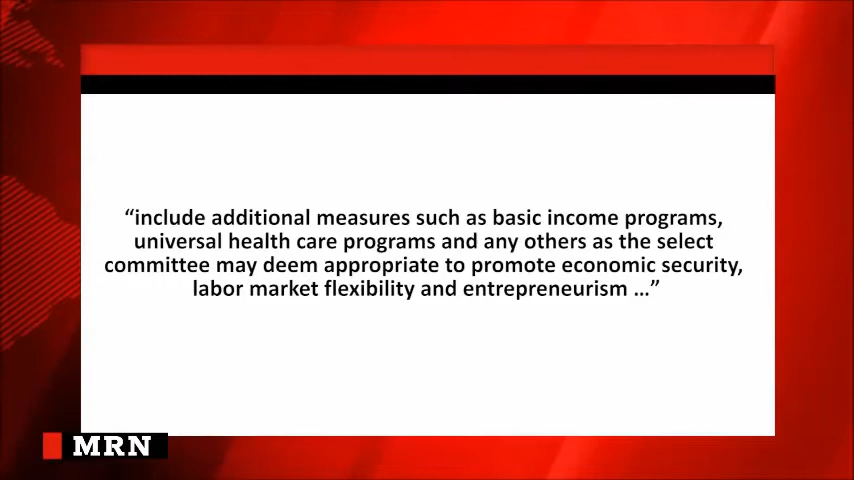 “include additional measures such as basic income programs,
universal health care programs and any others as the select
committee may deem appropriate to promote economic security,
labor market flexibility and entrepreneurism ...”
MRN